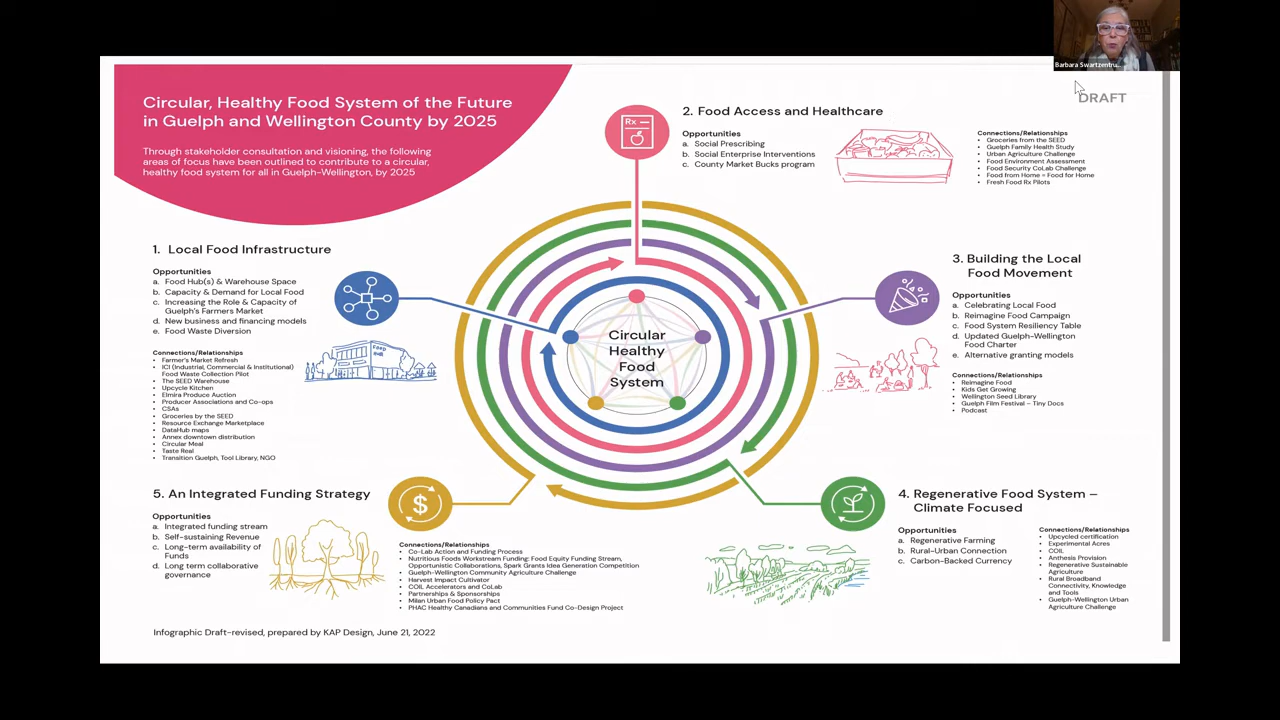 Barbara Swartzentru...
DRAFT
Circular, Healthy Food System of the Future
in Guelph and Wellington County by 2025
Through stakeholder consultation and visioning, the following
areas of focus have been outlined to contribute to a circular,
healthy food system for all in Guelph-Wellington, by 2025
1. Local Food Infrastructure
Opportunities
a. Food Hub(s) & Warehouse Space
b. Capacity & Demand for Local Food
c. Increasing the Role & Capacity of
Guelph's Farmers Market
d. New business and financing models
e. Food Waste Diversion
Connections/Relationships
• Farmer's Market Refresh
• ICI (Industrial, Commercial & Institutional)
Food Waste Collection Pilot
• The SEED Warehouse
• Upcycle Kitchen
• Elmira Produce Auction
• Producer Associations and Co-ops
• CSAs
• Groceries by the SEED
• Resource Exchange Marketplace
• DataHub maps
• Annex downtown distribution
• Circular Meal
• Taste Real
• Transition Guelph, Tool Library, NGO
FOOD
HUB
Rx
2. Food Access and Healthcare
Opportunities
a. Social Prescribing
b. Social Enterprise Interventions
c. County Market Bucks program
Connections/Relationships
• Groceries from the SEED
• Guelph Family Health Study
• Urban Agriculture Challenge
• Food Environment Assessment
• Food Security CoLab Challenge
• Food from Home = Food for Home
• Fresh Food Rx Pilots
Circular
Healthy
Food
System
3. Building the Local
Food Movement
Opportunities
a. Celebrating Local Food
b. Reimagine Food Campaign
c. Food System Resiliency Table
d. Updated Guelph-Wellington
Food Charter
e. Alternative granting models
Connections/Relationships
• Reimagine Food
• Kids Get Growing
• Wellington Seed Library
• Guelph Film Festival – Tiny Docs
• Podcast
4. Regenerative Food System –
Climate Focused
Opportunities
a. Regenerative Farming
b. Rural-Urban Connection
c. Carbon-Backed Currency
Connections/Relationships
• Upcycled certification
• Experimental Acres
• COIL
• Anthesis Provision
• Regenerative Sustainable
Agriculture
• Rural Broadband
Connectivity, Knowledge
and Tools
• Guelph-Wellington Urban
Agriculture Challenge
5. An Integrated Funding Strategy
$
Opportunities
a. Integrated funding stream
b. Self-sustaining Revenue
c. Long-term availability of
Funds
d. Long term collaborative
governance
Connections/Relationships
• Co-Lab Action and Funding Process
• Nutritious Foods Workstream Funding: Food Equity Funding Stream,
Opportunistic Collaborations, Spark Grants Idea Generation Competition
• Guelph-Wellington Community Agriculture Challenge
• Harvest Impact Cultivator
• COIL Accelerators and CoLab
• Partnerships & Sponsorships
• Milan Urban Food Policy Pact
• PHAC Healthy Canadians and Communities Fund Co-Design Project
Infographic Draft-revised, prepared by KAP Design, June 21, 2022